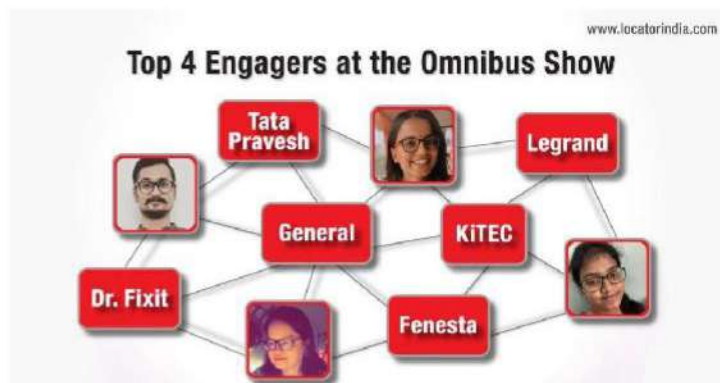 www.locatorindia.com
Top 4 Engagers at the Omnibus Show
Tata
Pravesh
Legrand
General
KiTEC
Dr. Fixit
Fenesta